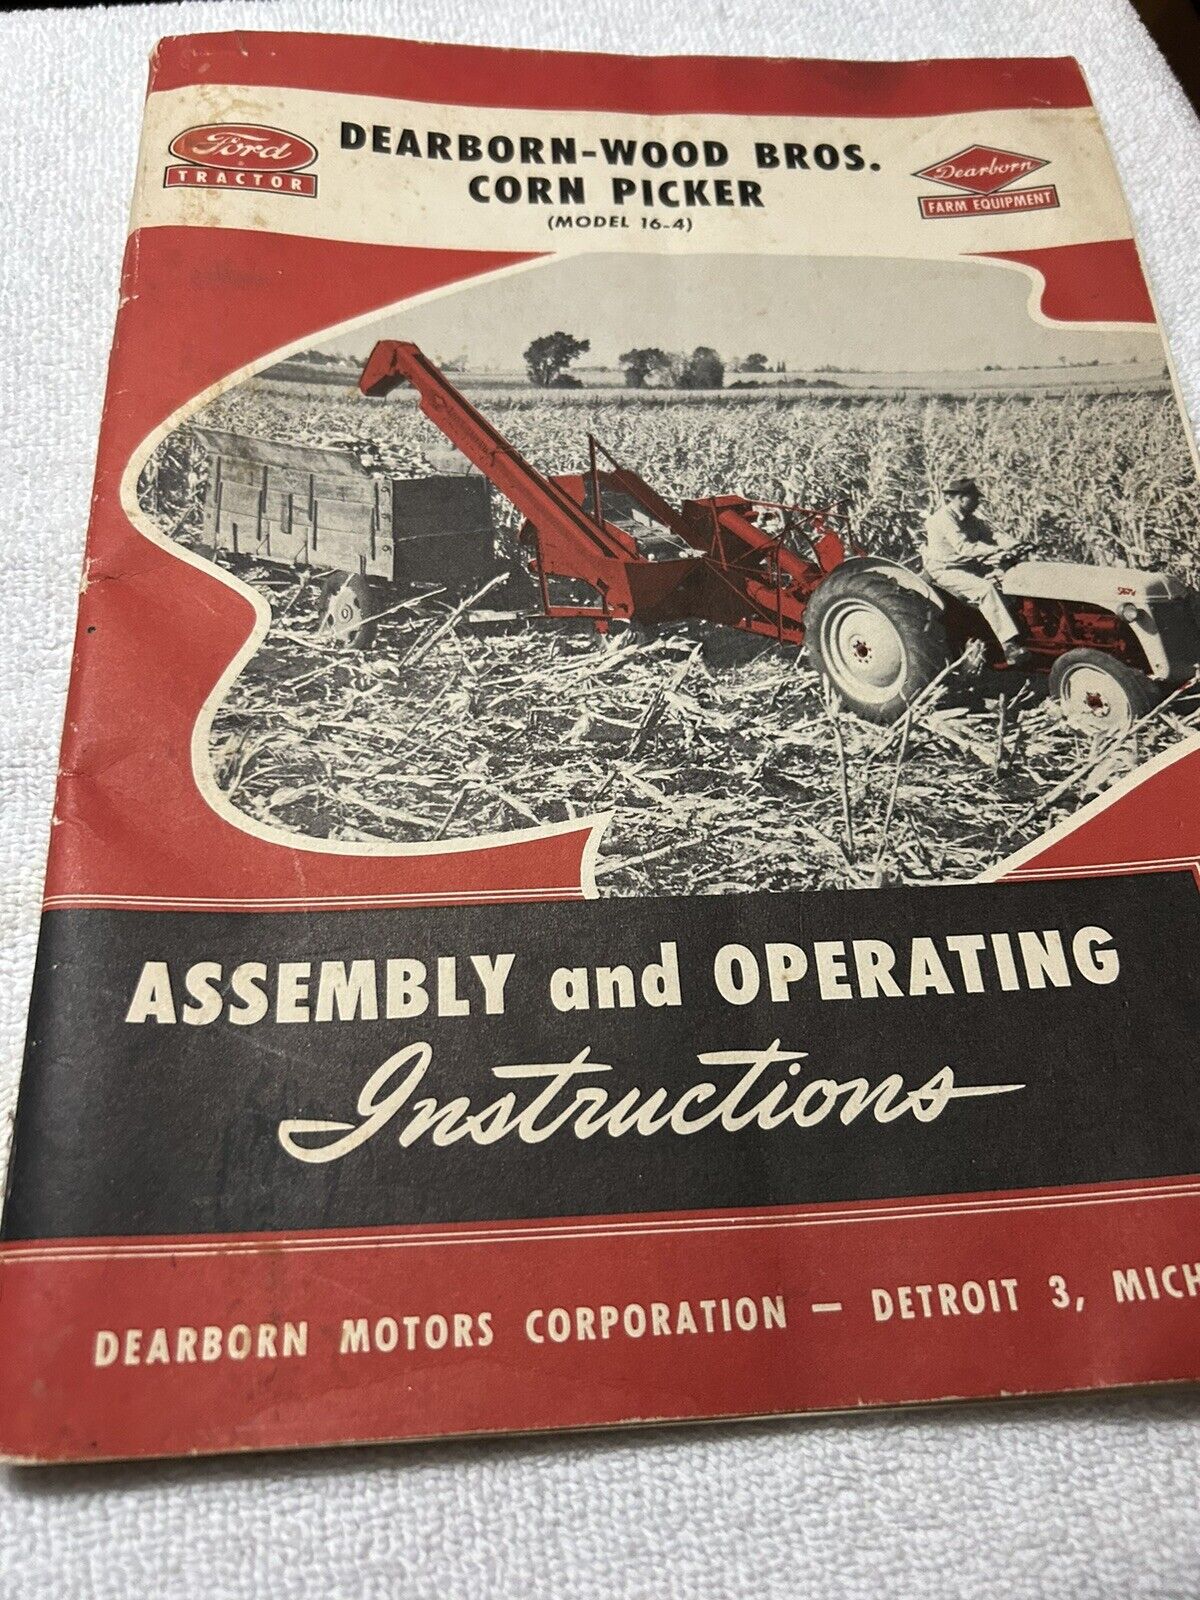 Ford
TRACTOR
DEARBORN-WOOD BROS.
CORN PICKER
(MODEL 16-4)
Dearborn
FARM EQUIPMENT
ASSEMBLY and OPERATING
Instructions
DEARBORN MOTORS CORPORATION — DETROIT 3, MICH